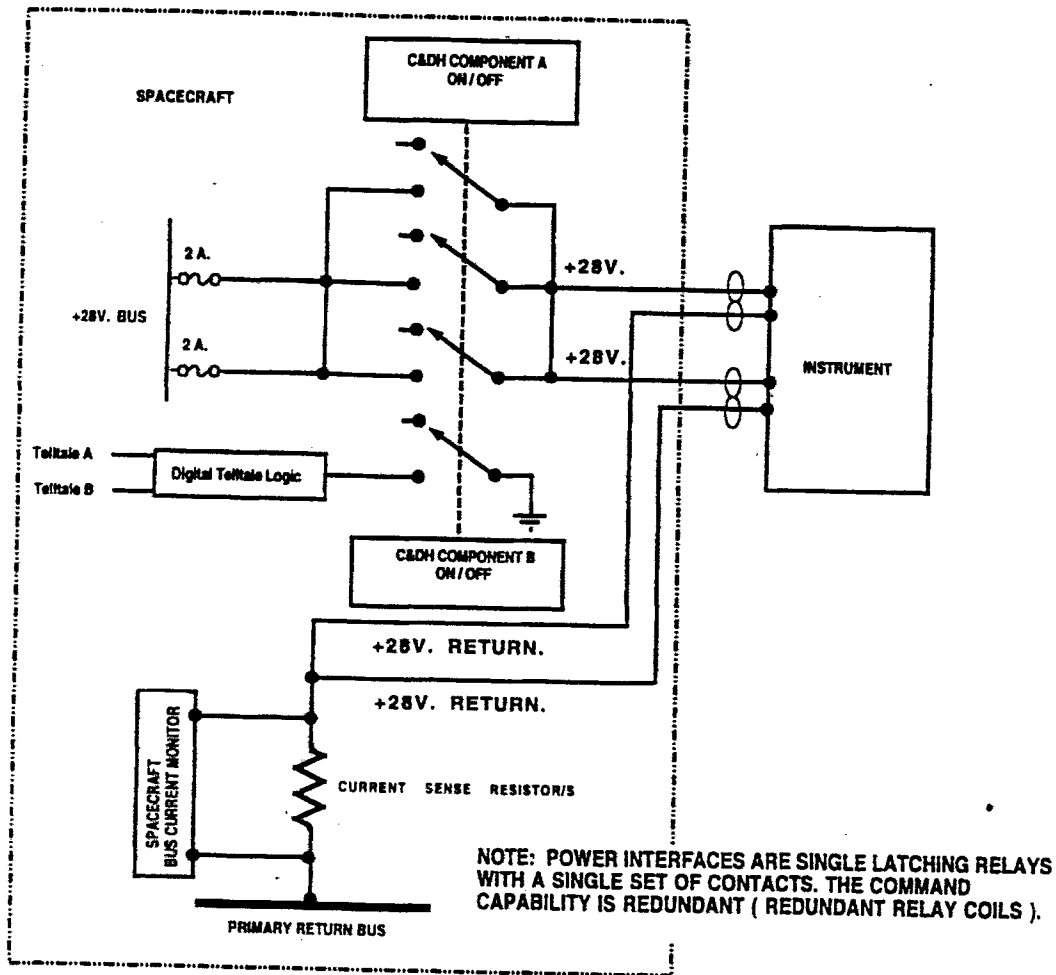 C&DH COMPONENT A
ON / OFF
SPACECRAFT
2 A.
+28V. BUS
2 A.
+28V.
+28V.
INSTRUMENT
Telltale A
Telltale B
Digital Telltale Logic
C&DH COMPONENT B
ON / OFF
+28V. RETURN.
+28V. RETURN.
SPACECRAFT
BUS CURRENT MONITOR
CURRENT SENSE RESISTOR/S
NOTE: POWER INTERFACES ARE SINGLE LATCHING RELAYS
WITH A SINGLE SET OF CONTACTS. THE COMMAND
CAPABILITY IS REDUNDANT ( REDUNDANT RELAY COILS ).
PRIMARY RETURN BUS